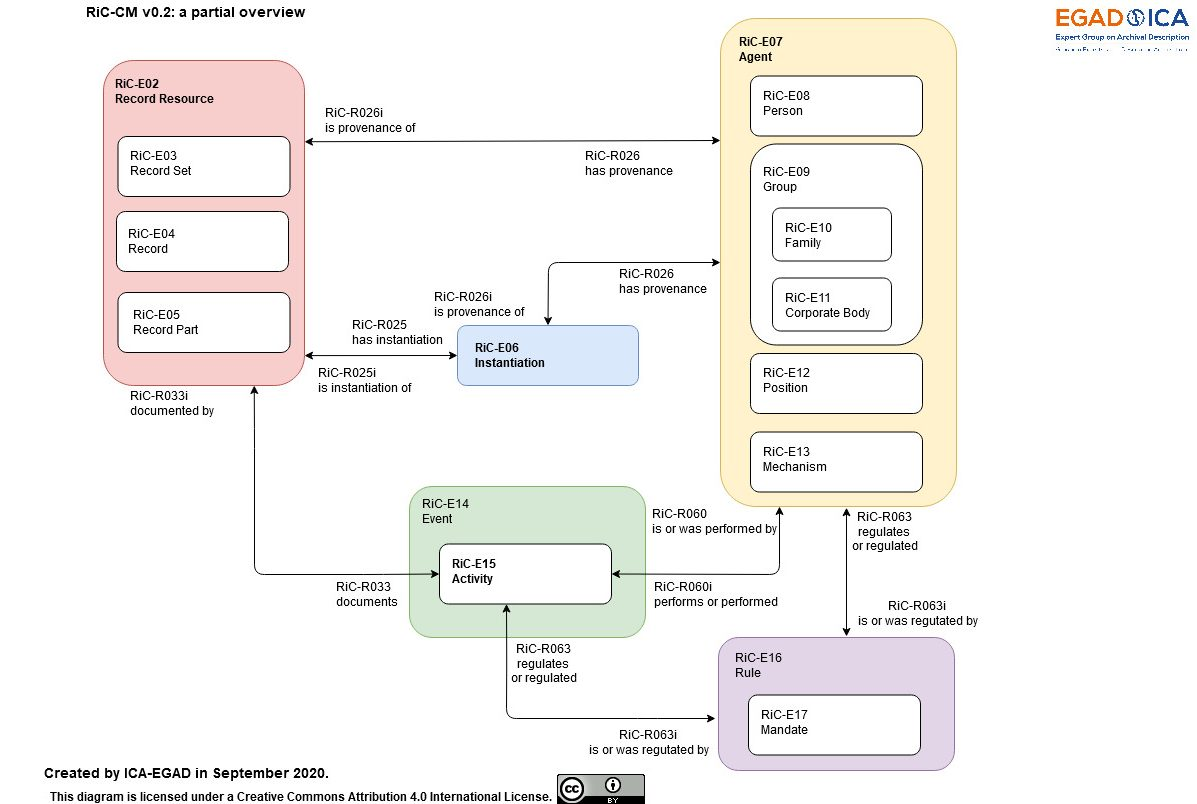 RiC-CM v0.2: a partial overview
EGAD ICA
Expert Group on Archival Description
RiC-E02
Record Resource
RiC-E03
Record Set
RiC-E04
Record
RiC-E05
Record Part
RiC-R026i
is provenance of
RiC-R026
has provenance
RiC-E07
Agent
RiC-E08
Person
RiC-E09
Group
RiC-E10
Family
RiC-E11
Corporate Body
RiC-E12
Position
RiC-E13
Mechanism
RiC-R026
has provenance
RiC-R026i
is provenance of
RiC-R025
has instantiation
RiC-R025i
is instantiation of
RiC-E06
Instantiation
RiC-R033i
documented by
RiC-R033
documents
RiC-E14
Event
RiC-E15
Activity
RiC-R060
is or was performed by
RiC-R060i
performs or performed
RiC-R063
regulates
or regulated
RiC-R063i
is or was regutated by
RiC-R063
regulates
or regulated
RiC-R063i
is or was regutated by
RiC-E16
Rule
RiC-E17
Mandate
Created by ICA-EGAD in September 2020.
This diagram is licensed under a Creative Commons Attribution 4.0 International License.
cc
BY